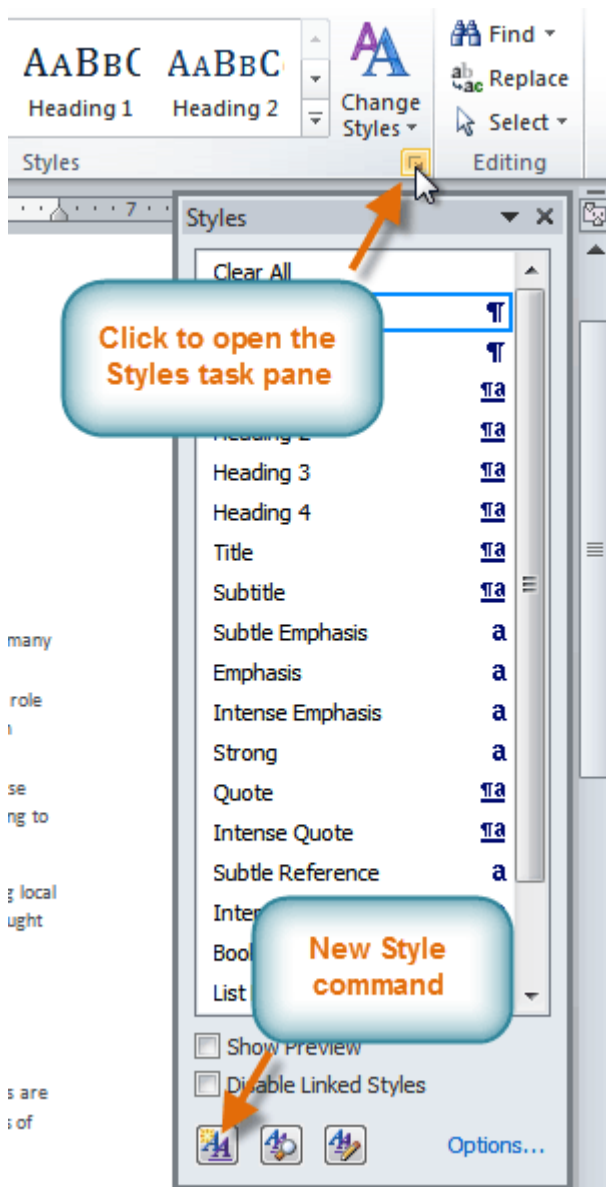 AaBbC AaBbC
Heading 1 Heading 2
Change
Styles
Find
Replace
Select
Styles
Editing
7
Styles
Clear All
Click to open the
Styles task pane
Heading 3
Heading 4
Title
Subtitle
Subtle Emphasis
Emphasis
Intense Emphasis
Strong
Quote
Intense Quote
Subtle Reference
New Style
command
List
Show Preview
Disable Linked Styles
Options...
many
role
se
ng to
local
ught
s are
s of